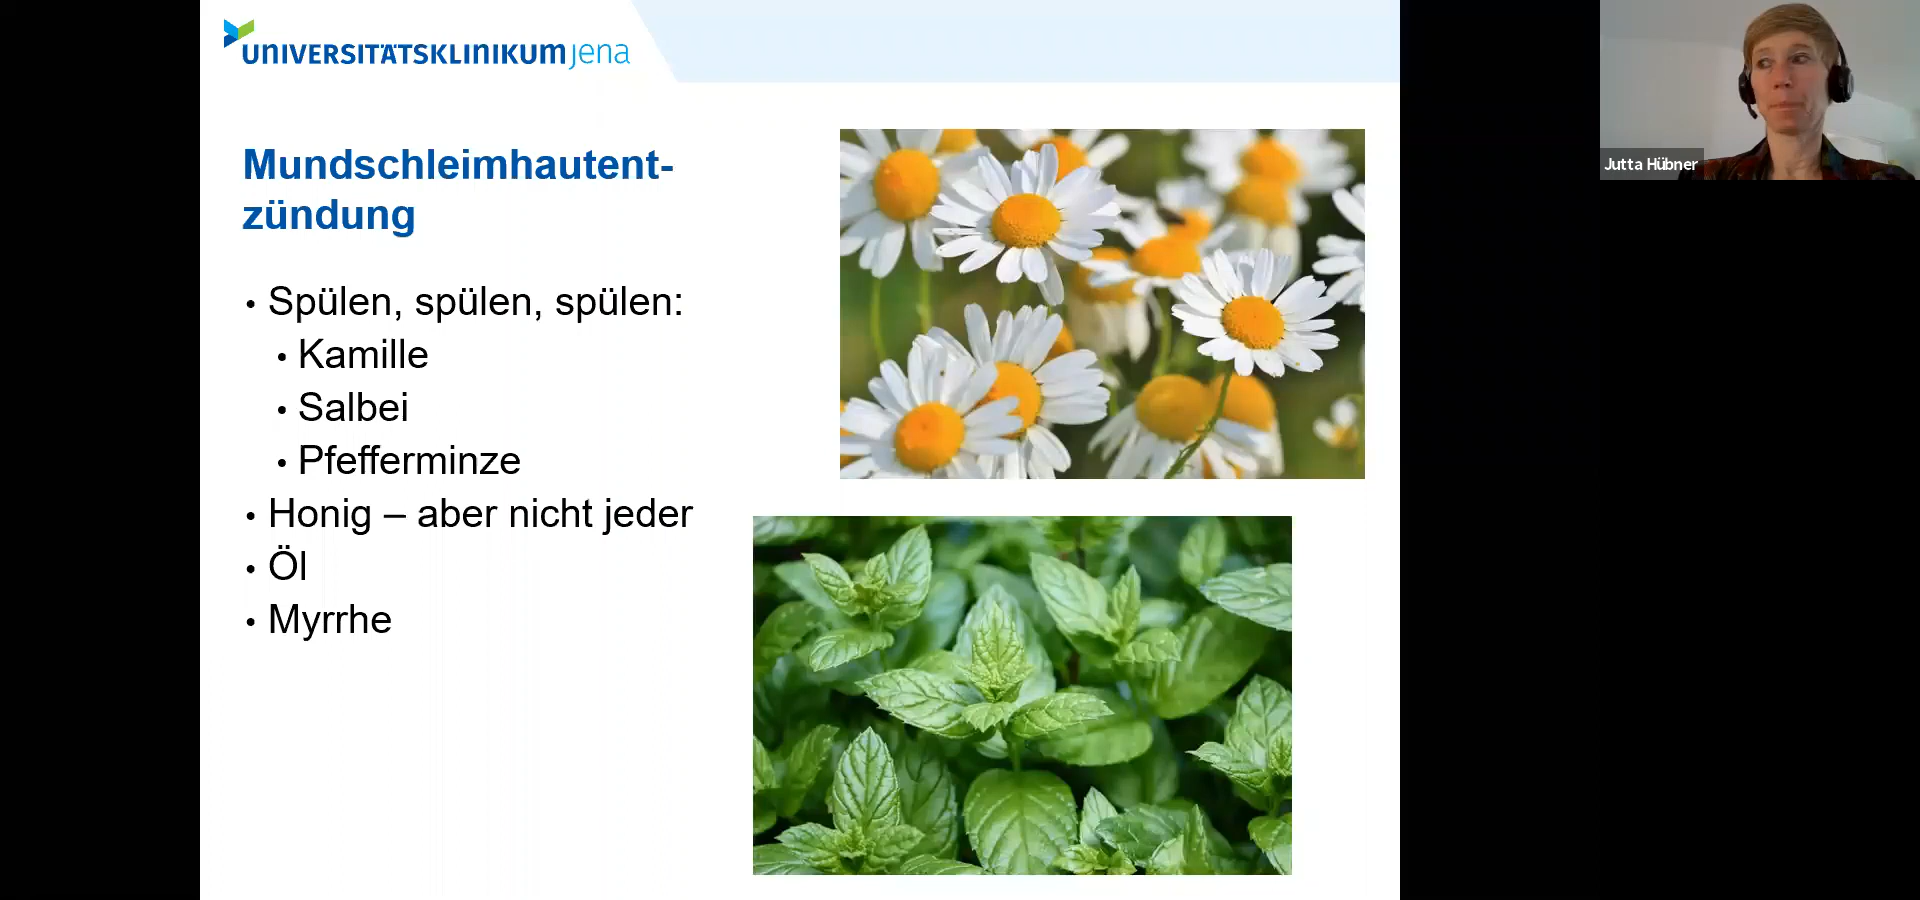 UNIVERSITÄTSKLINIKUM jena
Mundschleimhautent-
zündung
• Spülen, spülen, spülen:
• Kamille
• Salbei
• Pfefferminze
• Honig – aber nicht jeder
• Öl
• Myrrhe
Jutta Hübner